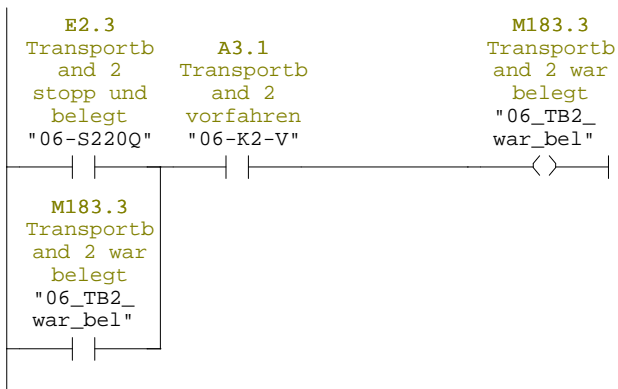 E2.3
Transportb
and 2
stopp und
belegt
"06-S220Q"
A3.1
Transportb
and 2
vorfahren
"06-K2-V"
M183.3
Transportb
and 2 war
belegt
"06_TB2_
war_bel"
M183.3
Transportb
and 2 war
belegt
"06_TB2_
war_bel"